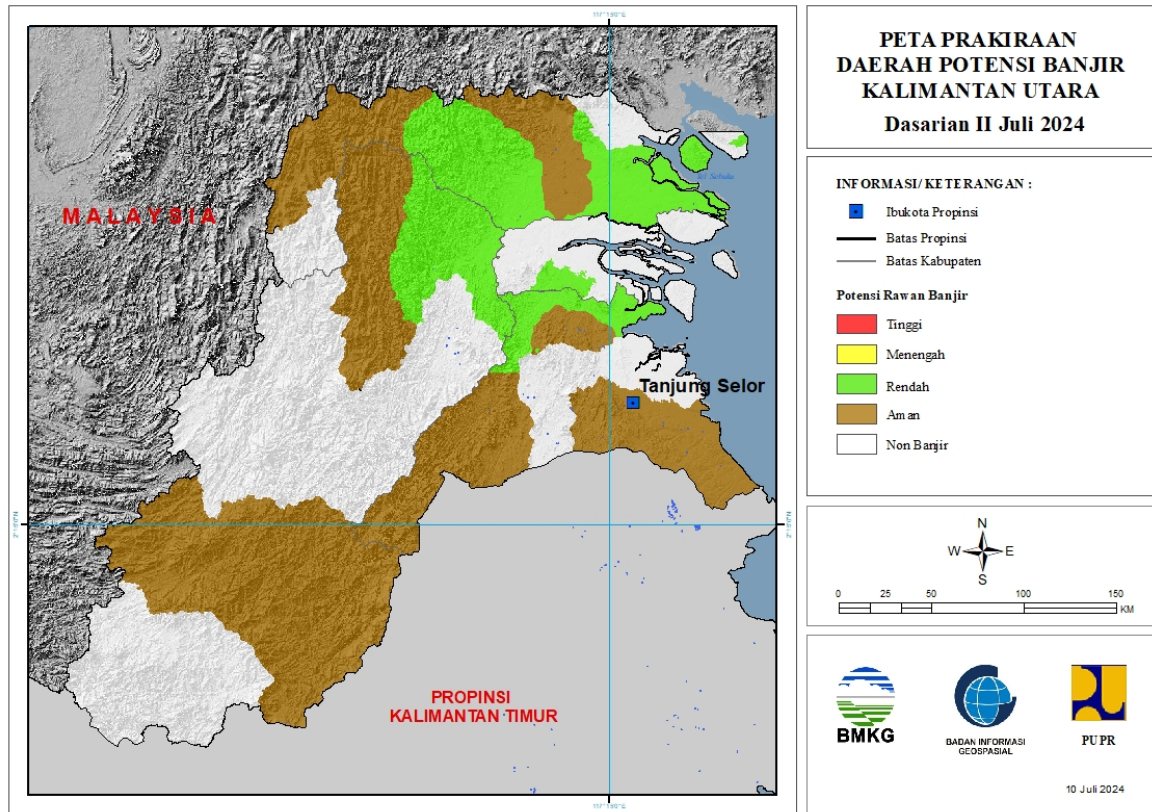 PETA PRAKIRAAN
DAERAH POTENSI BANJIR
KALIMANTAN UTARA
Dasarian II Juli 2024
INFORMASI/ KETERANGAN :
Ibukota Propinsi
Batas Propinsi
Batas Kabupaten
Potensi Rawan Banjir
Tinggi
Menengah
Rendah
Aman
Non Banjir
N
W E
S
0 25 50 100 150
KM
BMKG
BADAN INFORMASI
GEOSPASIAL
PUPR
10 Juli 2024
MALAYSIA
Tanjung Selor
PROPINSI
KALIMANTAN TIMUR